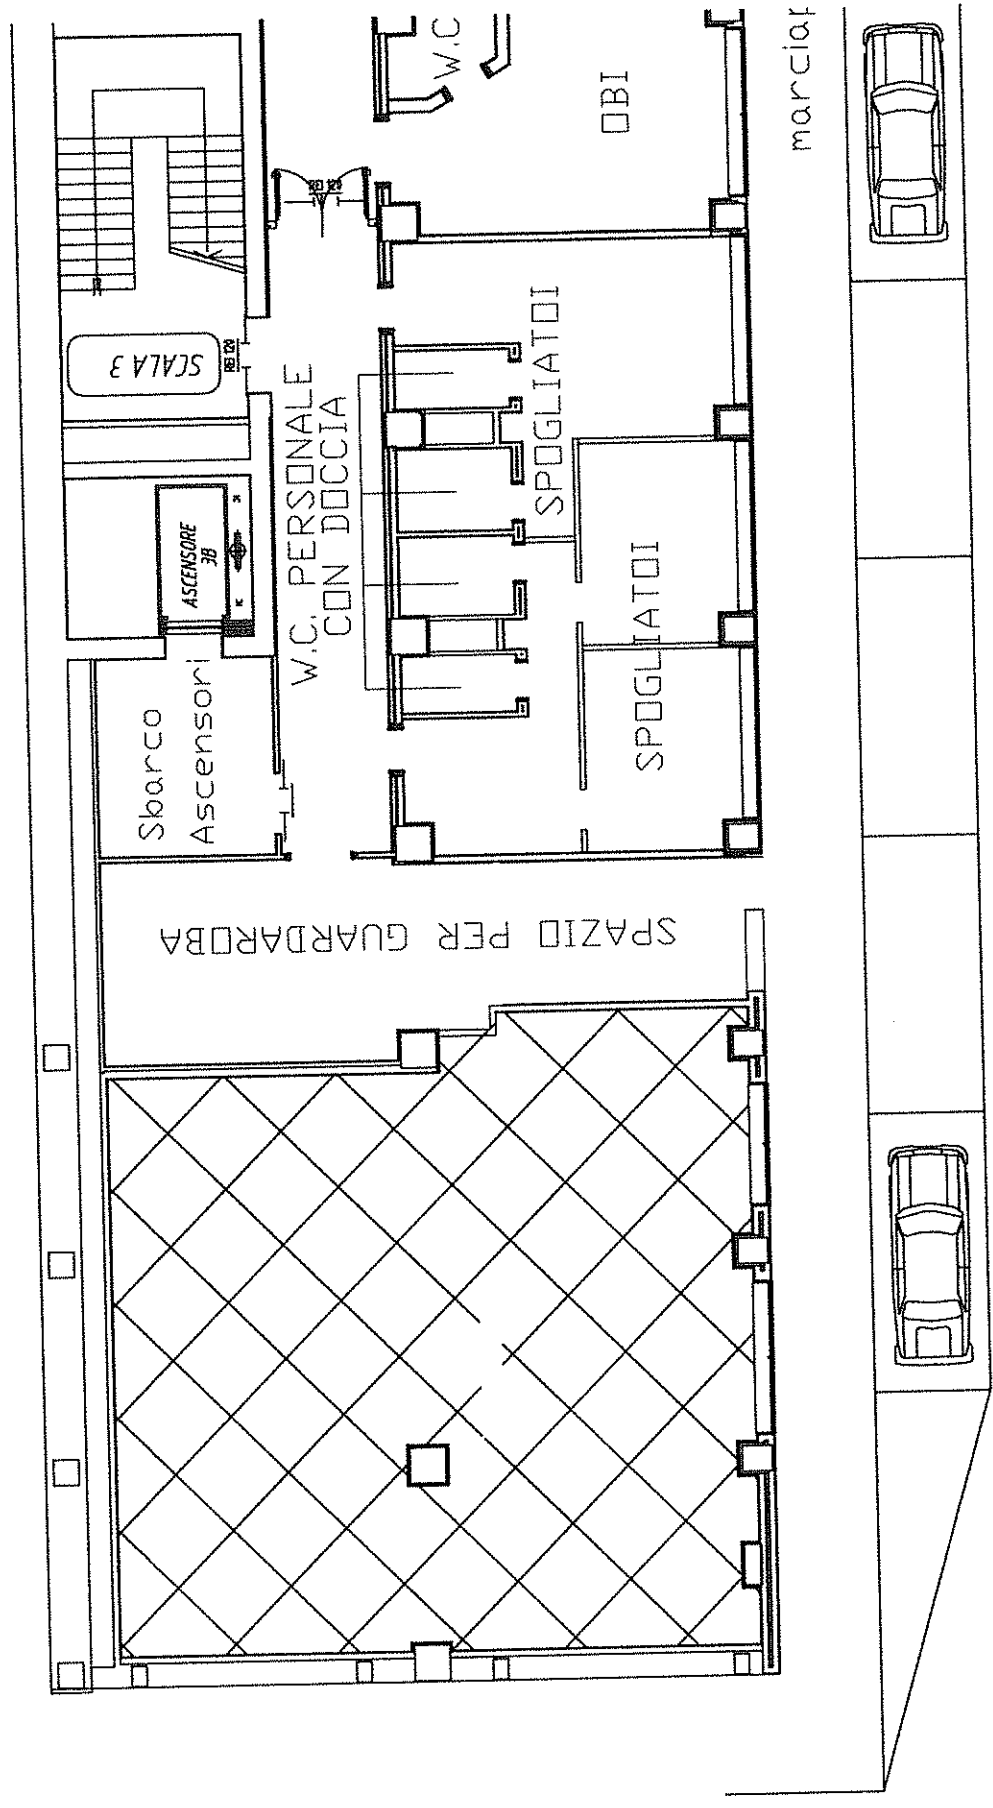 W.C
OBI
marciap
REI 120
SCALA 3
REI 120
W.C. PERSONALE
CON DOCCIA
SPOGLIATOI
ASCENSORE
3B
SPOGLIATOI
Sbarco
Ascensori
SPAZIO PER GUARDAROBA